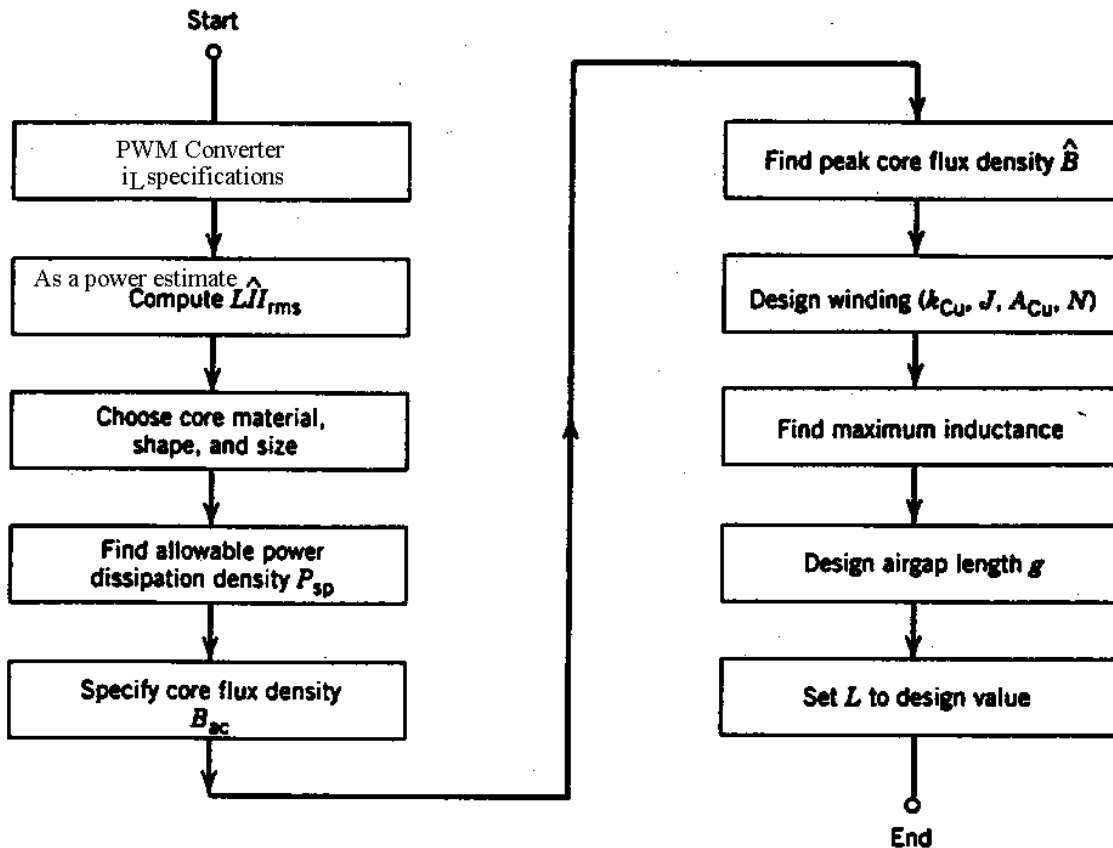 Start
PWM Converter
i_L specifications
As a power estimate
Compute LÎI_rms
Choose core material,
shape, and size
Find allowable power
dissipation density P_sp
Specify core flux density
B_ac
Find peak core flux density B̂
Design winding (k_Cu, J, A_Cu, N)
Find maximum inductance
Design airgap length g
Set L to design value
End